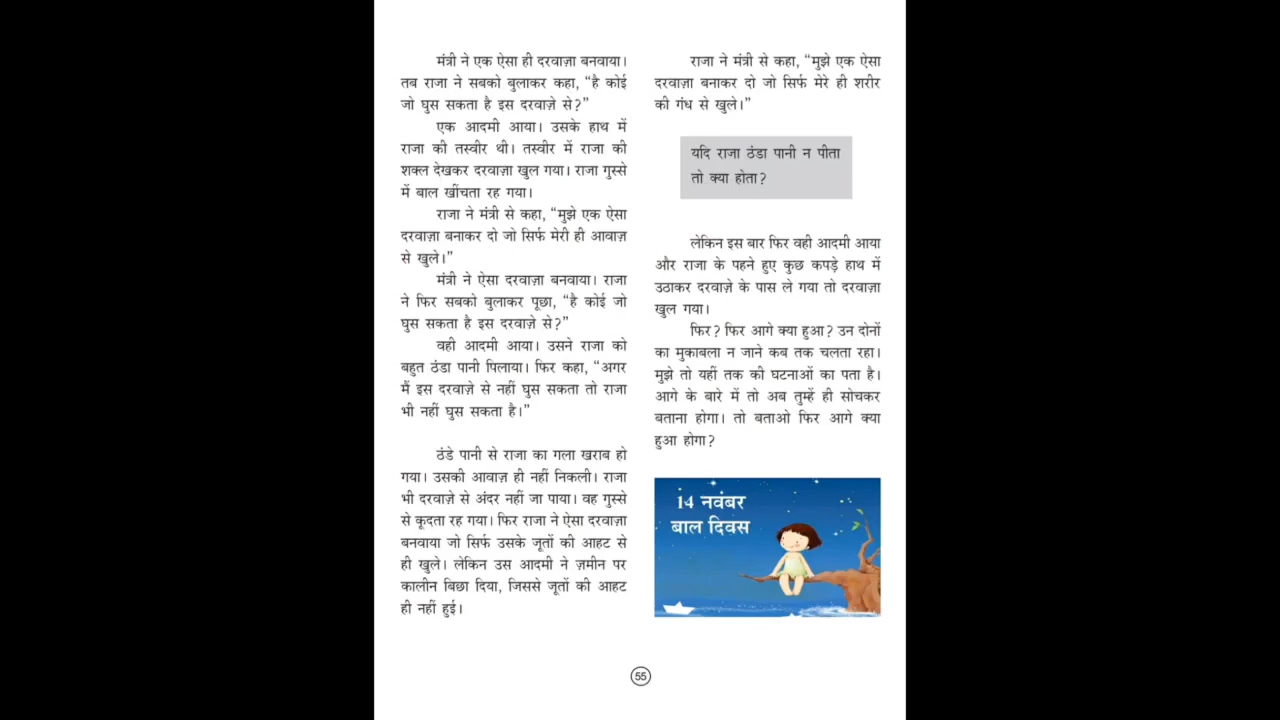 मंत्री ने एक ऐसा ही दरवाज़ा बनवाया।
तब राजा ने सबको बुलाकर कहा, “है कोई
जो घुस सकता है इस दरवाज़े से?”
एक आदमी आया। उसके हाथ में
राजा की तस्वीर थी। तस्वीर में राजा की
शक्ल देखकर दरवाज़ा खुल गया। राजा गुस्से
में बाल खींचता रह गया।
राजा ने मंत्री से कहा, “मुझे एक ऐसा
दरवाज़ा बनाकर दो जो सिर्फ मेरी ही आवाज़
से खुले।”
मंत्री ने ऐसा दरवाज़ा बनवाया। राजा
ने फिर सबको बुलाकर पूछा, “है कोई जो
घुस सकता है इस दरवाज़े से?”
वही आदमी आया। उसने राजा को
बहुत ठंडा पानी पिलाया। फिर कहा, “अगर
मैं इस दरवाज़े से नहीं घुस सकता तो राजा
भी नहीं घुस सकता है।”
ठंडे पानी से राजा का गला खराब हो
गया। उसकी आवाज़ ही नहीं निकली। राजा
भी दरवाज़े से अंदर नहीं जा पाया। वह गुस्से
से कूदता रह गया। फिर राजा ने ऐसा दरवाज़ा
बनवाया जो सिर्फ उसके जूतों की आहट से
ही खुले। लेकिन उस आदमी ने ज़मीन पर
कालीन बिछा दिया, जिससे जूतों की आहट
ही नहीं हुई।
राजा ने मंत्री से कहा, “मुझे एक ऐसा
दरवाज़ा बनाकर दो जो सिर्फ मेरे ही शरीर
की गंध से खुले।”
यदि राजा ठंडा पानी न पीता
तो क्या होता?
लेकिन इस बार फिर वही आदमी आया
और राजा के पहने हुए कुछ कपड़े हाथ में
उठाकर दरवाज़े के पास ले गया तो दरवाज़ा
खुल गया।
फिर? फिर आगे क्या हुआ? उन दोनों
का मुकाबला न जाने कब तक चलता रहा।
मुझे तो यहीं तक की घटनाओं का पता है।
आगे के बारे में तो अब तुम्हें ही सोचकर
बताना होगा। तो बताओ फिर आगे क्या
हुआ होगा?
14 नवंबर
बाल दिवस
55